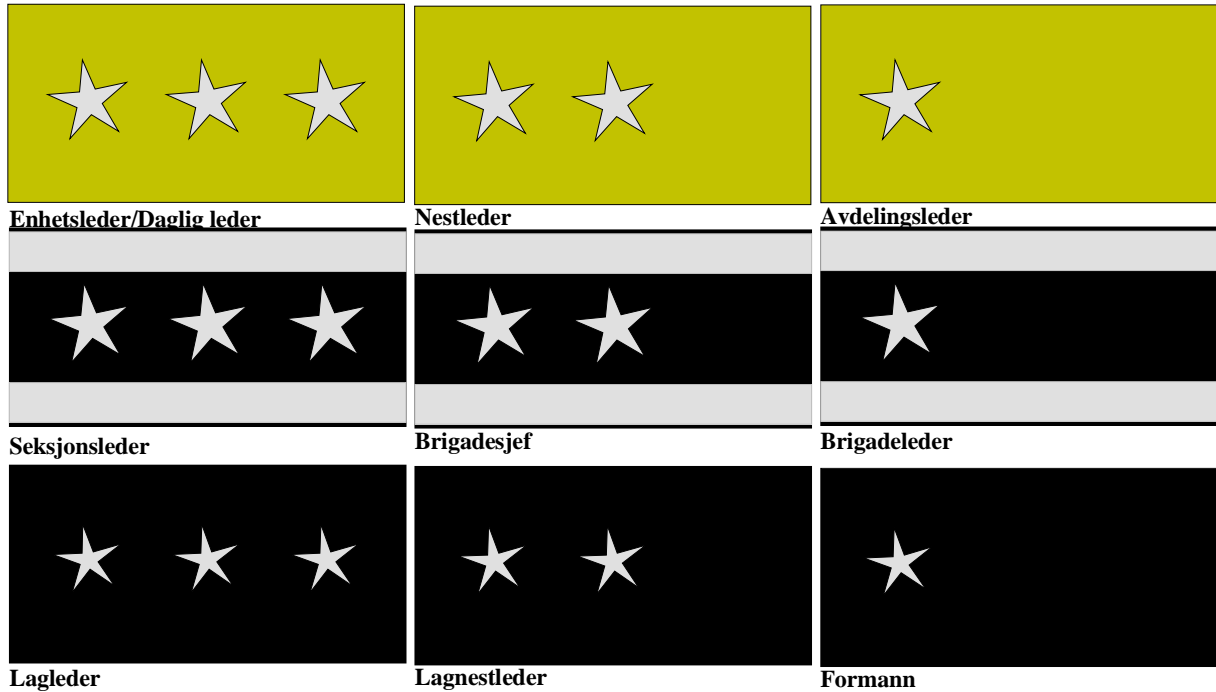 Enhetsleder/Daglig leder
Nestleder
Avdelingsleder
Seksjonsleder
Brigadesjef
Brigadeleder
Lagleder
Lagnestleder
Formann